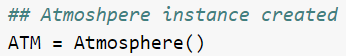 ## Atmoshpere instance created
ATM = Atmosphere()